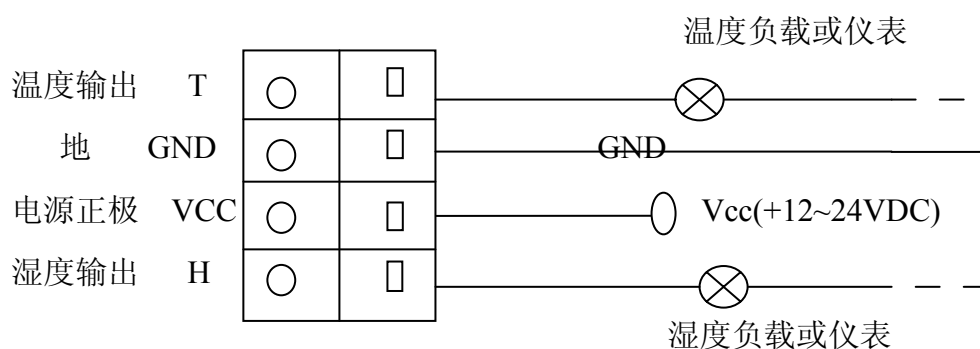 温度负载或仪表
温度输出 T
地 GND GND
电源正极 VCC Vcc(+12~24VDC)
湿度输出 H
湿度负载或仪表